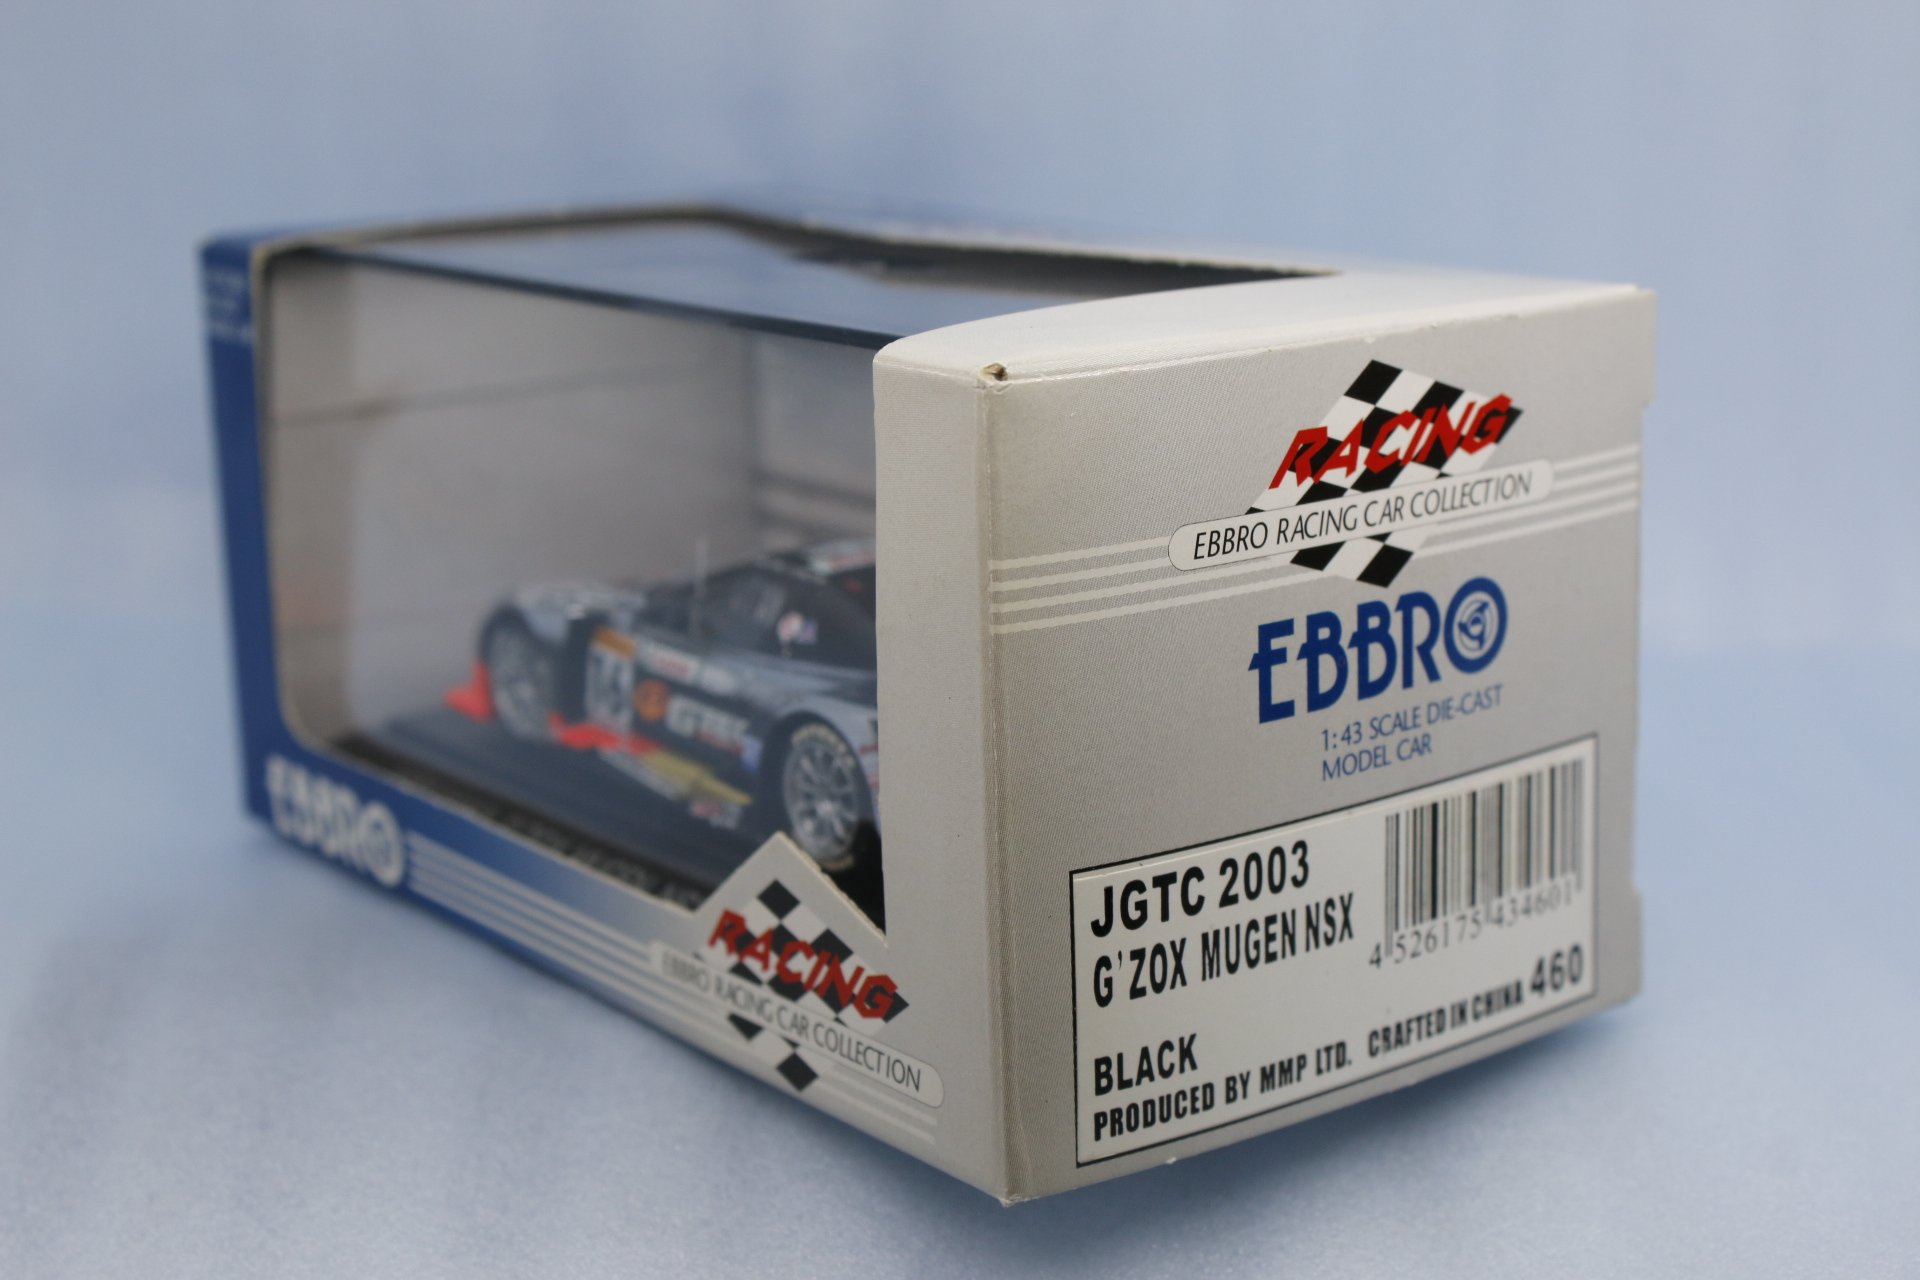 RACING
EBBRO RACING CAR COLLECTION
EBBRO
1:43 SCALE DIE-CAST
MODEL CAR
JGTC 2003
G'ZOX MUGEN NSX
4 526175 434601
BLACK
460
PRODUCED BY MMP LTD. CRAFTED IN CHINA
EBBRO
RACING
EBBRO RACING CAR COLLECTION